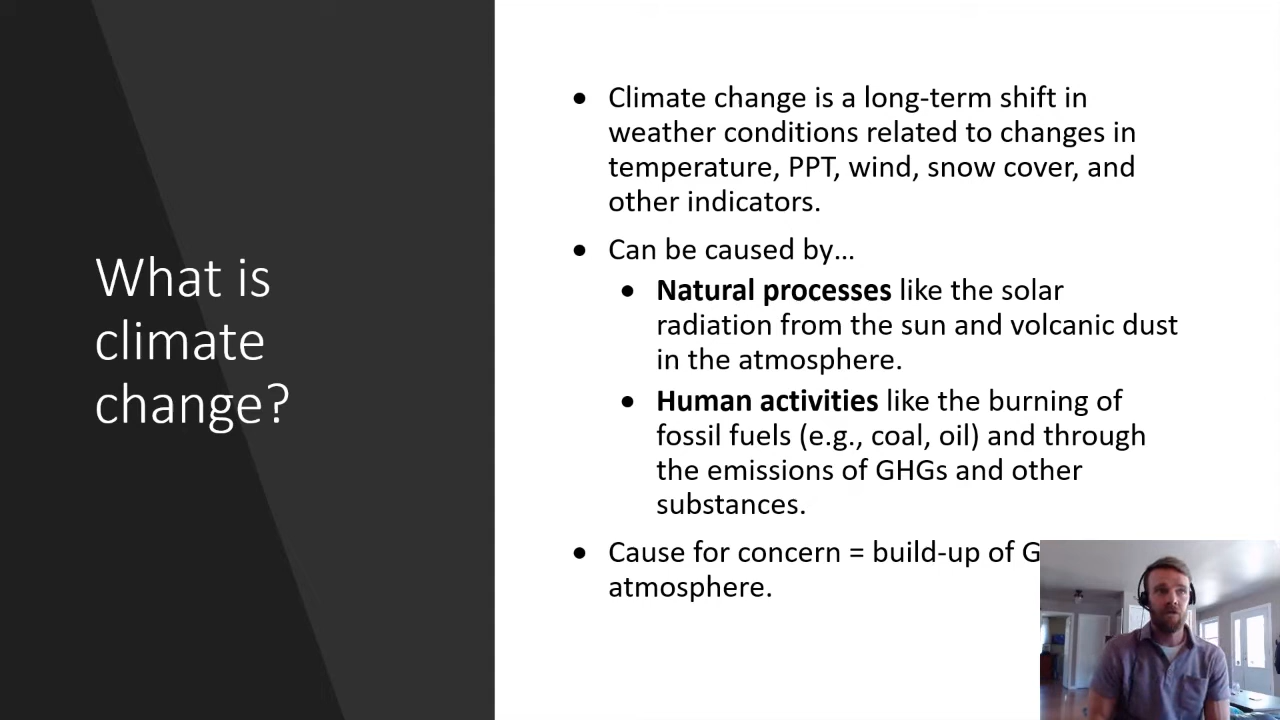 What is
climate
change?
• Climate change is a long-term shift in
weather conditions related to changes in
temperature, PPT, wind, snow cover, and
other indicators.
• Can be caused by…
• Natural processes like the solar
radiation from the sun and volcanic dust
in the atmosphere.
• Human activities like the burning of
fossil fuels (e.g., coal, oil) and through
the emissions of GHGs and other
substances.
• Cause for concern = build-up of
atmosphere.